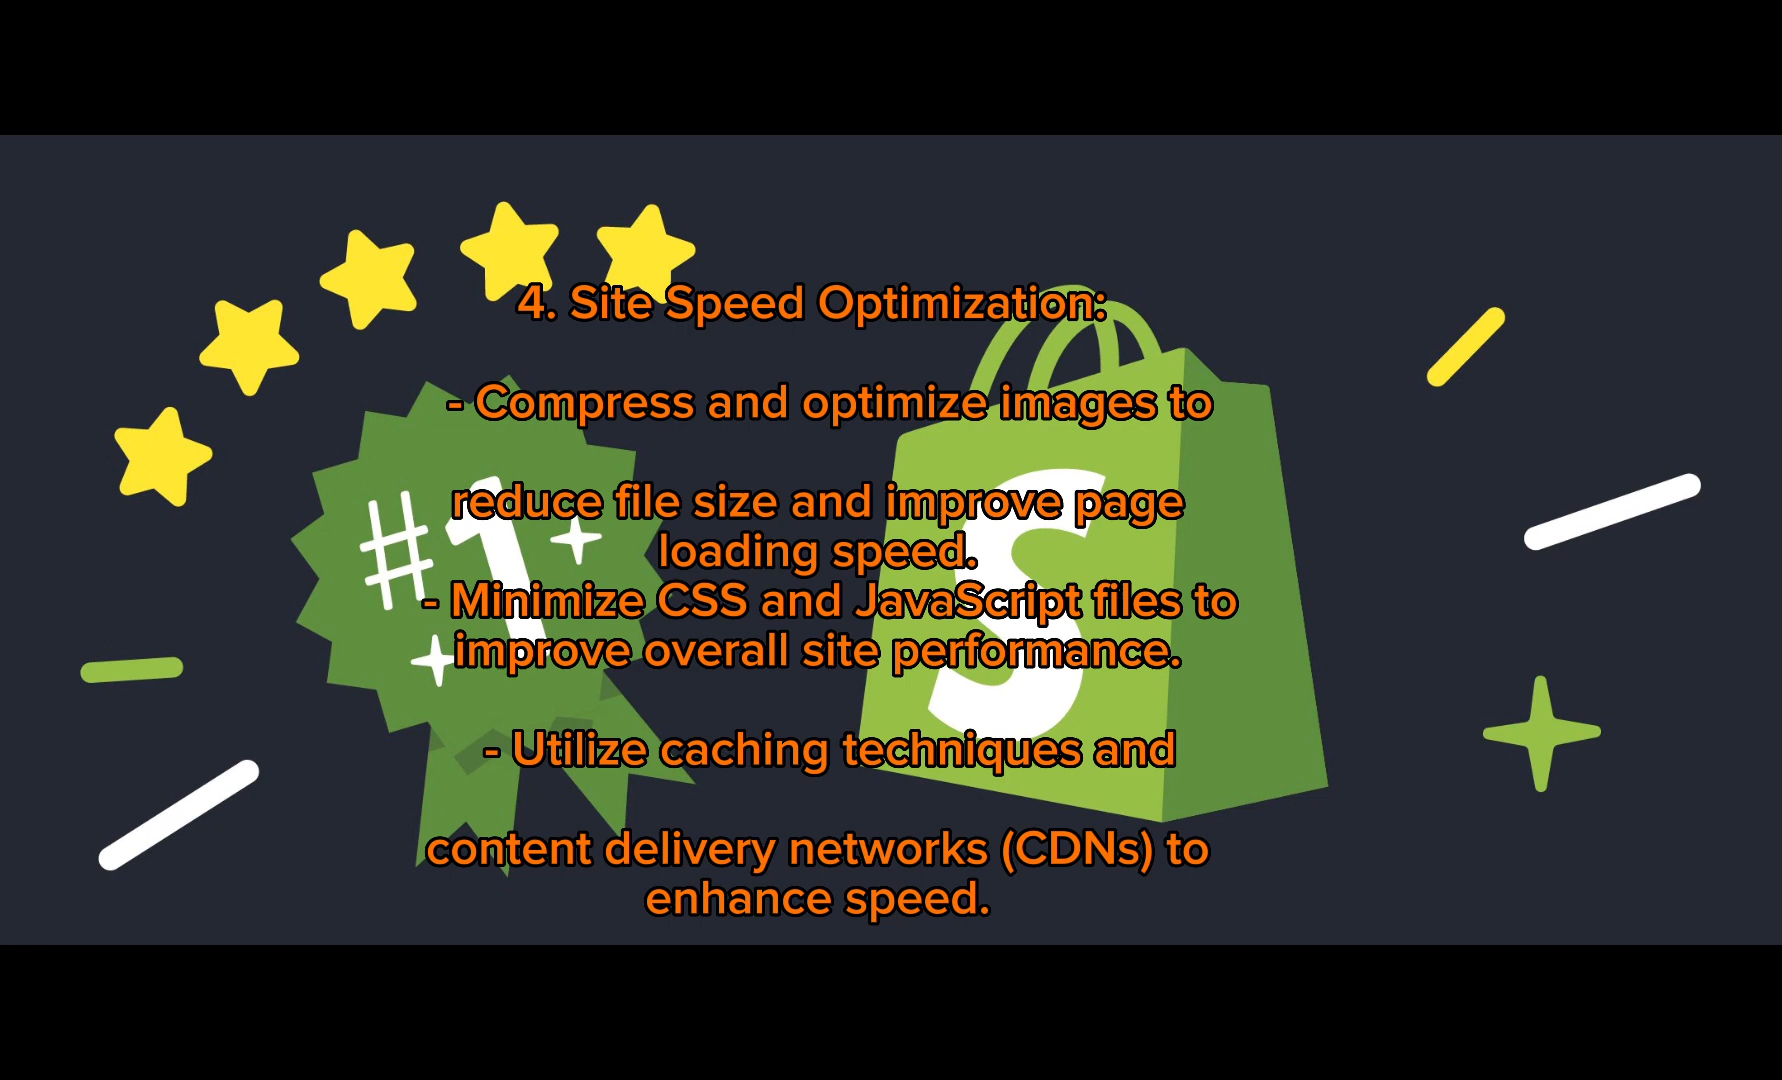 4. Site Speed Optimization:
- Compress and optimize images to
reduce file size and improve page
loading speed.
- Minimize CSS and JavaScript files to
improve overall site performance.
- Utilize caching techniques and
content delivery networks (CDNs) to
enhance speed.
#1
S